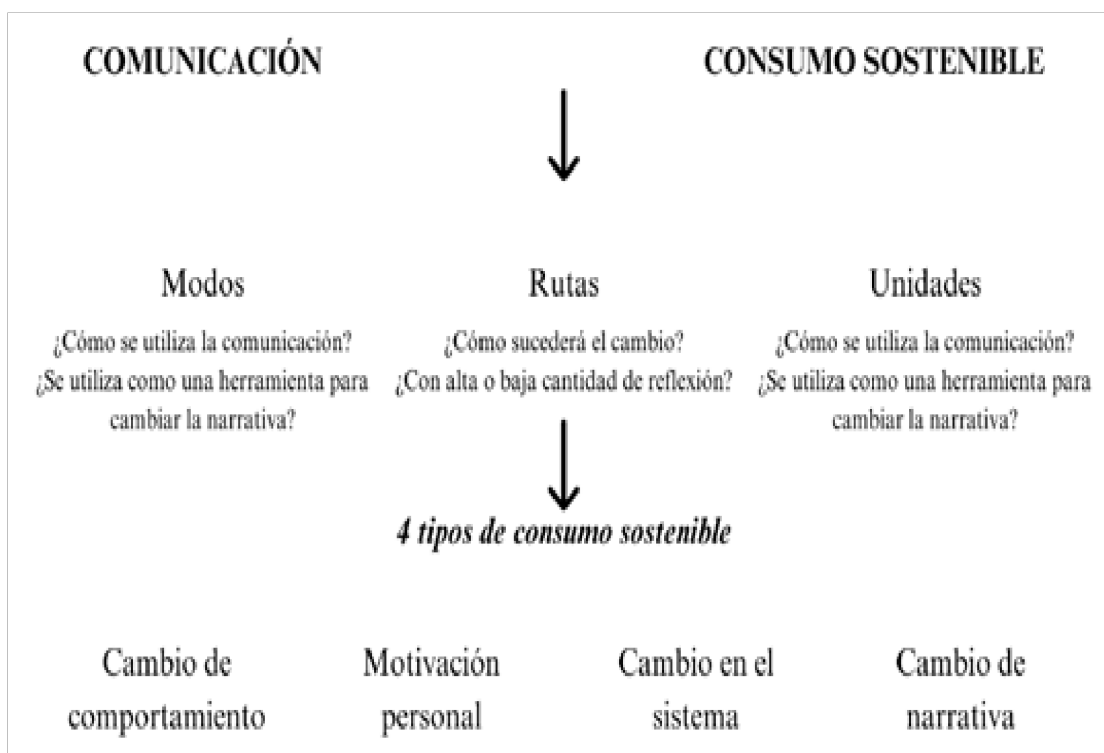 COMUNICACIÓN
CONSUMO SOSTENIBLE
Modos
¿Cómo se utiliza la comunicación?
¿Se utiliza como una herramienta para
cambiar la narrativa?
Rutas
¿Cómo sucederá el cambio?
¿Con alta o baja cantidad de reflexión?
Unidades
¿Cómo se utiliza la comunicación?
¿Se utiliza como una herramienta para
cambiar la narrativa?
4 tipos de consumo sostenible
Cambio de
comportamiento
Motivación
personal
Cambio en el
sistema
Cambio de
narrativa